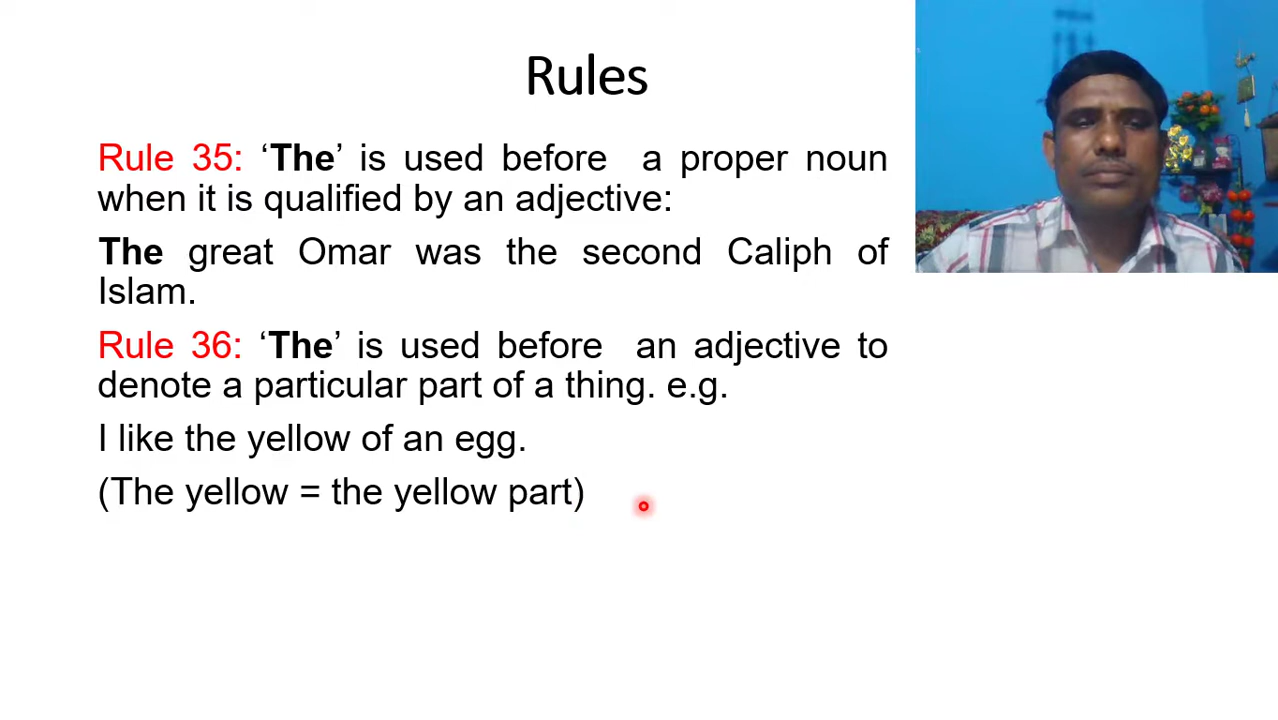 Rules
Rule 35: ‘The’ is used before a proper noun
when it is qualified by an adjective:
The great Omar was the second Caliph of
Islam.
Rule 36: ‘The’ is used before an adjective to
denote a particular part of a thing. e.g.
I like the yellow of an egg.
(The yellow = the yellow part)